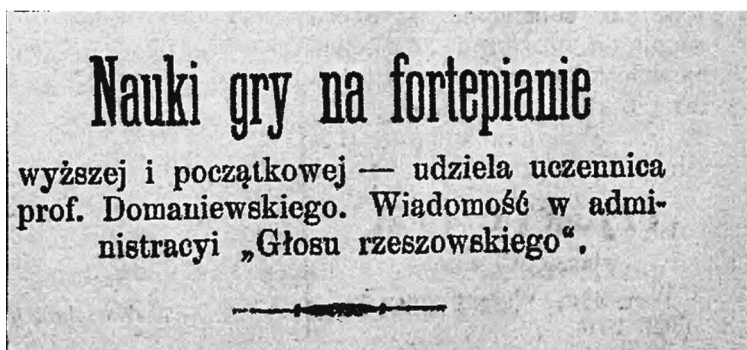 Nauki gry na fortepianie
wyższej i początkowej — udziela uczennica
prof. Domaniewskiego. Wiadomość w admi-
nistracyi „Głosu rzeszowskiego“.